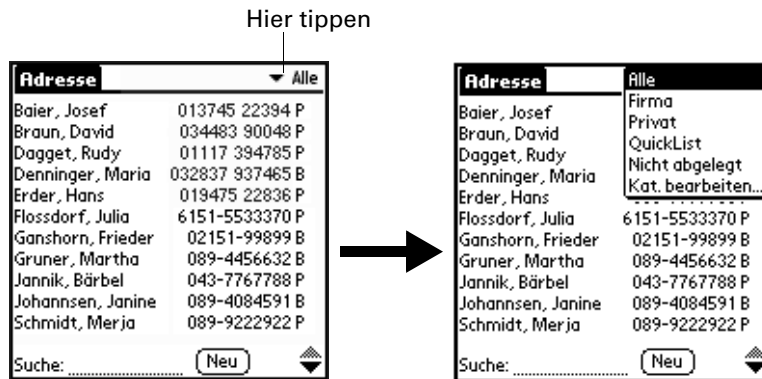 Hier tippen
Adresse Alle
Baier, Josef 013745 22394 P
Braun, David 034483 90048 P
Dagget, Rudy 01117 394785 P
Denninger, Maria 032837 937465 B
Erder, Hans 019475 22836 P
Flossdorf, Julia 6151-5533370 P
Ganshorn, Frieder 02151-99899 B
Gruner, Martha 089-4456632 B
Jannik, Bärbel 043-7767788 P
Johannsen, Janine 089-4084591 B
Schmidt, Merja 089-9222922 P
Suche: Neu
Adresse Alle
Firma
Privat
QuickList
Nicht abgelegt
Kat. bearbeiten...
Baier, Josef
Braun, David
Dagget, Rudy
Denninger, Maria
Erder, Hans
Flossdorf, Julia 6151-5533370 P
Ganshorn, Frieder 02151-99899 B
Gruner, Martha 089-4456632 B
Jannik, Bärbel 043-7767788 P
Johannsen, Janine 089-4084591 B
Schmidt, Merja 089-9222922 P
Suche: Neu